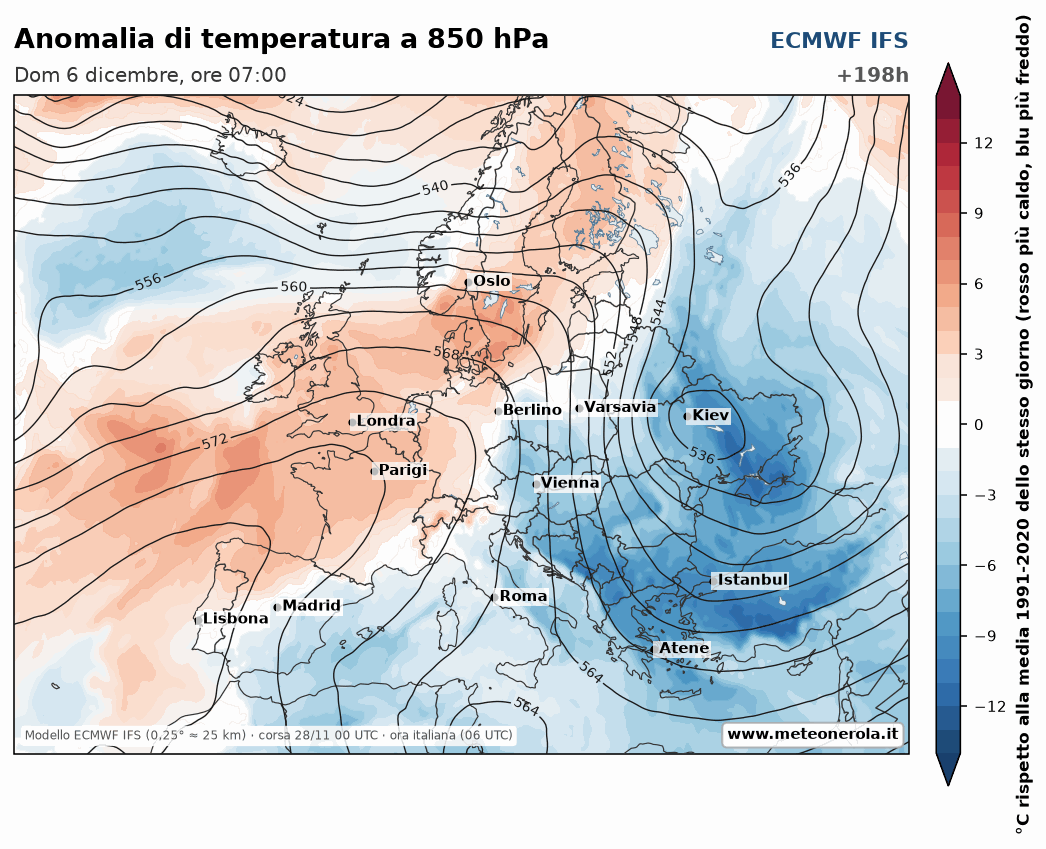 Anomalia di temperatura a 850 hPa
ECMWF IFS
Dom 6 dicembre, ore 07:00
+198h
524
536
540
556
560
544
548
552
568
572
536
564
564
Oslo
Berlino
Varsavia
Kiev
Londra
Parigi
Vienna
Istanbul
Roma
Madrid
Lisbona
Atene
Modello ECMWF IFS (0,25° ≈ 25 km) · corsa 28/11 00 UTC · ora italiana (06 UTC)
www.meteonerola.it
12
9
6
3
0
−3
−6
−9
−12
°C rispetto alla media 1991-2020 dello stesso giorno (rosso più caldo, blu più freddo)